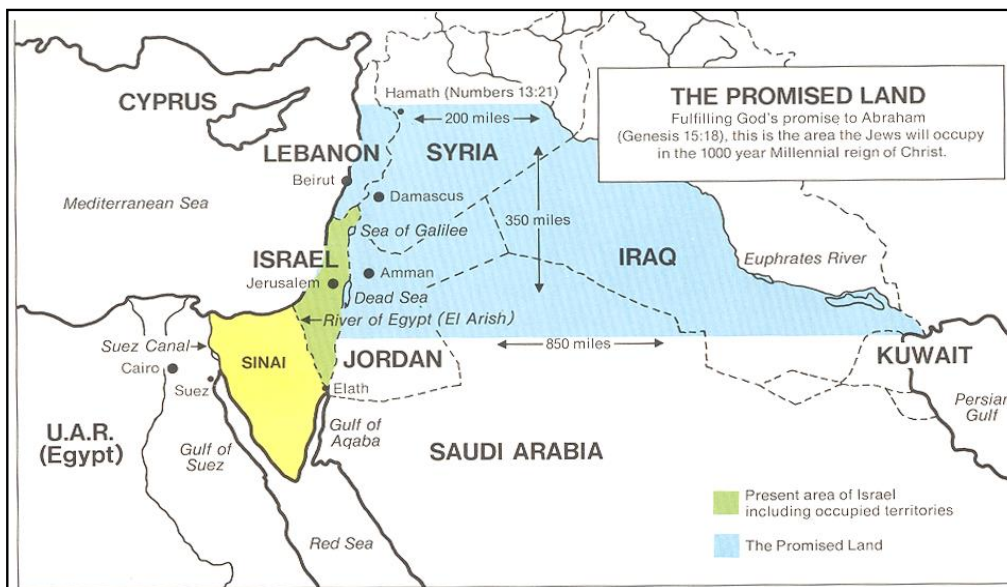 CYPRUS
Hamath (Numbers 13:21)
200 miles
THE PROMISED LAND
Fulfilling God's promise to Abraham
(Genesis 15:18), this is the area the Jews will occupy
in the 1000 year Millennial reign of Christ.
LEBANON
SYRIA
Beirut
Damascus
Mediterranean Sea
Sea of Galilee
350 miles
ISRAEL
IRAQ
Euphrates River
Jerusalem
Amman
Dead Sea
River of Egypt (El Arish)
Suez Canal
SINAI
JORDAN
850 miles
KUWAIT
Cairo
Suez
Elath
Persian
Gulf
U.A.R.
(Egypt)
Gulf of
Suez
Gulf of
Aqaba
SAUDI ARABIA
Present area of Israel
including occupied territories
Red Sea
The Promised Land